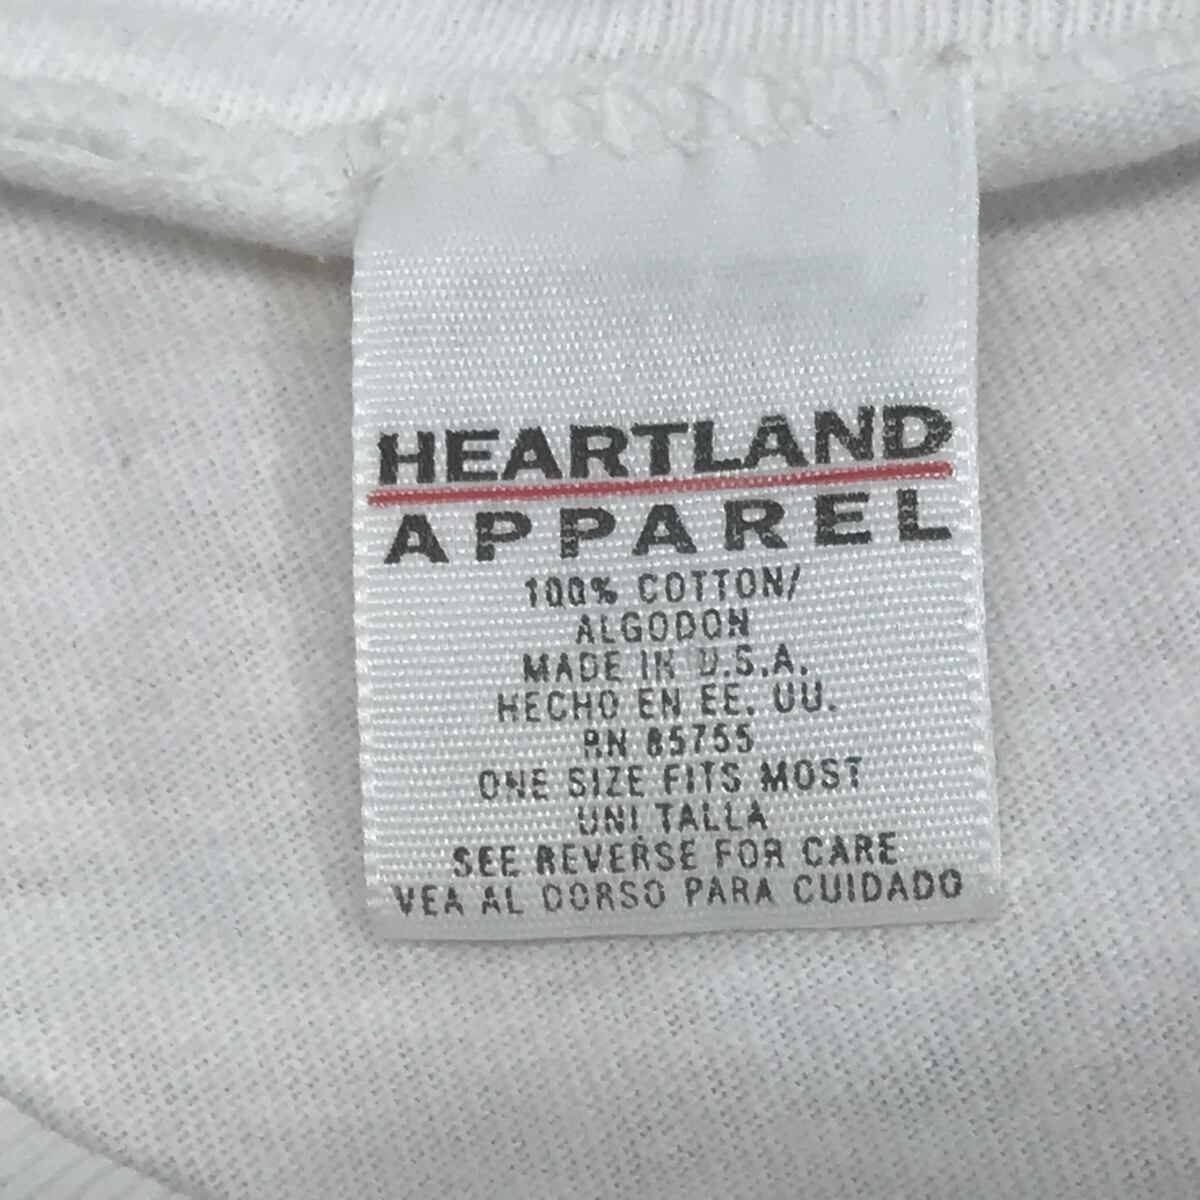 HEARTLAND
APPAREL
100% COTTON/
ALGODON
MADE IN U.S.A.
HECHO EN EE. UU.
RN 85755
ONE SIZE FITS MOST
UNI TALLA
SEE REVERSE FOR CARE
VEA AL DORSO PARA CUIDADO